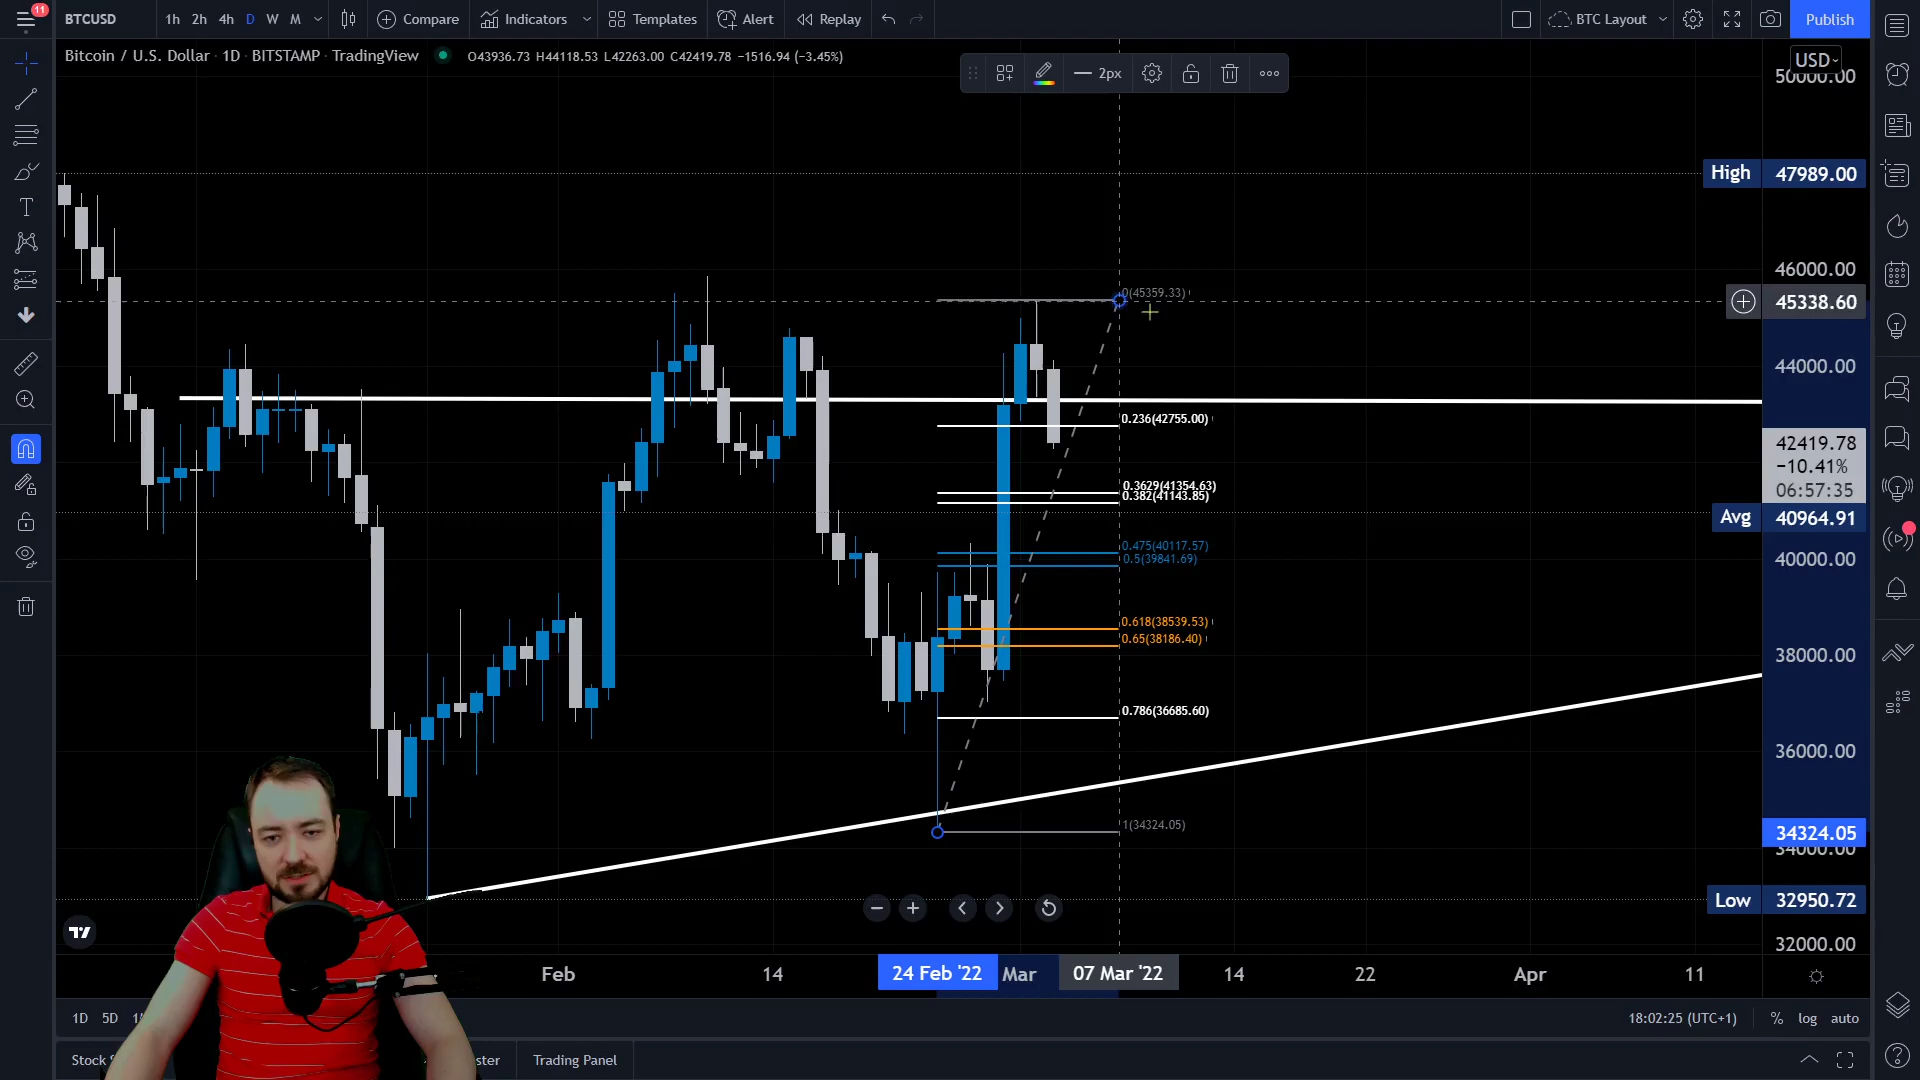 11
BTCUSD
1h 2h 4h D W M
Compare
Indicators
Templates
Alert
Replay
BTC Layout
Publish
Bitcoin / U.S. Dollar · 1D · BITSTAMP · TradingView
O43936.73 H44118.53 L42263.00 C42419.78 −1516.94 (−3.45%)
2px
USD
50000.00
High 47989.00
46000.00
0(45359.33)
45338.60
44000.00
0.236(42755.00)
42419.78
−10.41%
06:57:35
0.3629(41354.63)
0.382(41143.85)
Avg 40964.91
0.475(40117.57)
0.5(39841.69)
40000.00
0.618(38539.53)
0.65(38186.40)
38000.00
0.786(36685.60)
36000.00
1(34324.05)
34324.05
34000.00
Low 32950.72
32000.00
Feb 14 24 Feb '22 Mar 07 Mar '22 14 22 Apr 11
1D 5D
18:02:25 (UTC+1)
% log auto
Stock
Trading Panel